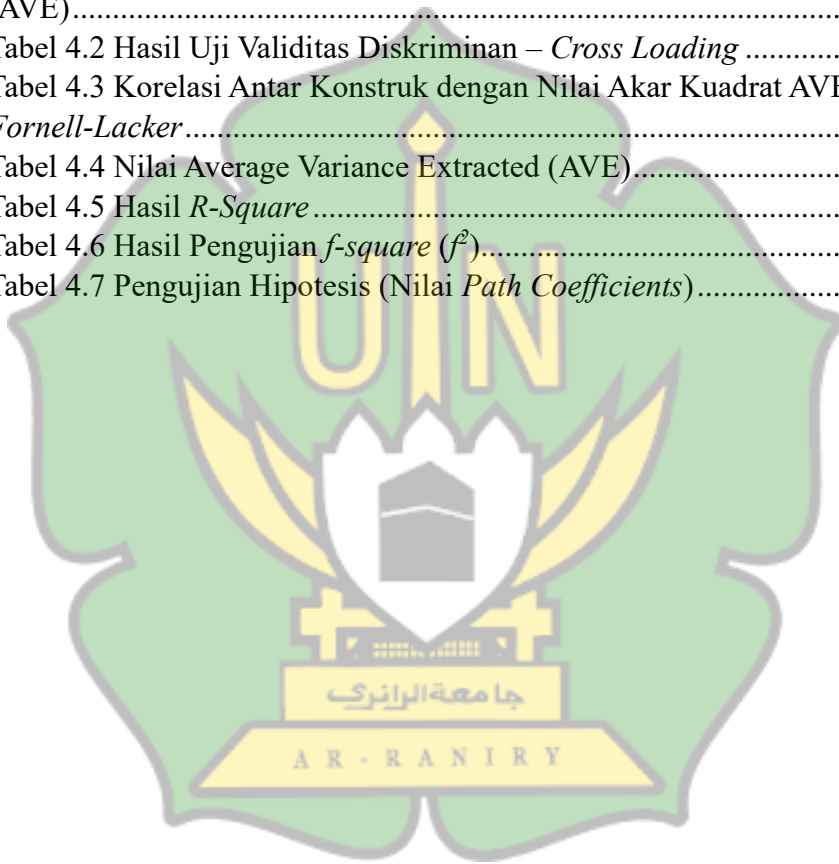 AVE)
Tabel 4.2 Hasil Uji Validitas Diskriminan – Cross Loading
Tabel 4.3 Korelasi Antar Konstruk dengan Nilai Akar Kuadrat AVE
Fornell-Lacker
Tabel 4.4 Nilai Average Variance Extracted (AVE)
Tabel 4.5 Hasil R-Square
Tabel 4.6 Hasil Pengujian f-square (f²)
Tabel 4.7 Pengujian Hipotesis (Nilai Path Coefficients)
UIN
جامعة الرانري
AR-RANIRY